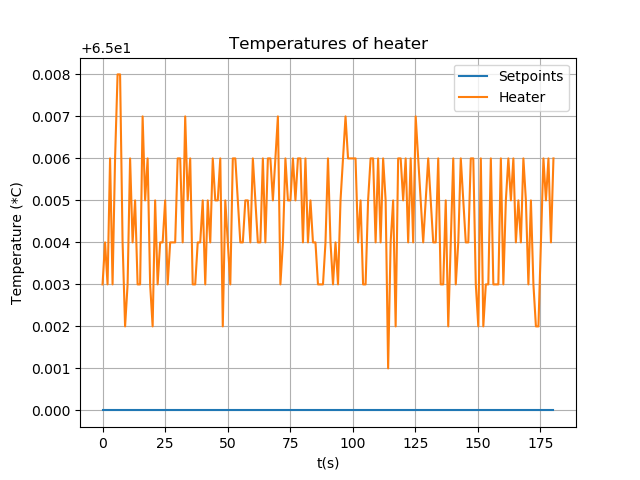 Temperatures of heater
+6.5e1
0.008
0.007
0.006
0.005
0.004
0.003
0.002
0.001
0.000
Temperature (*C)
Setpoints
Heater
0 25 50 75 100 125 150 175
t(s)